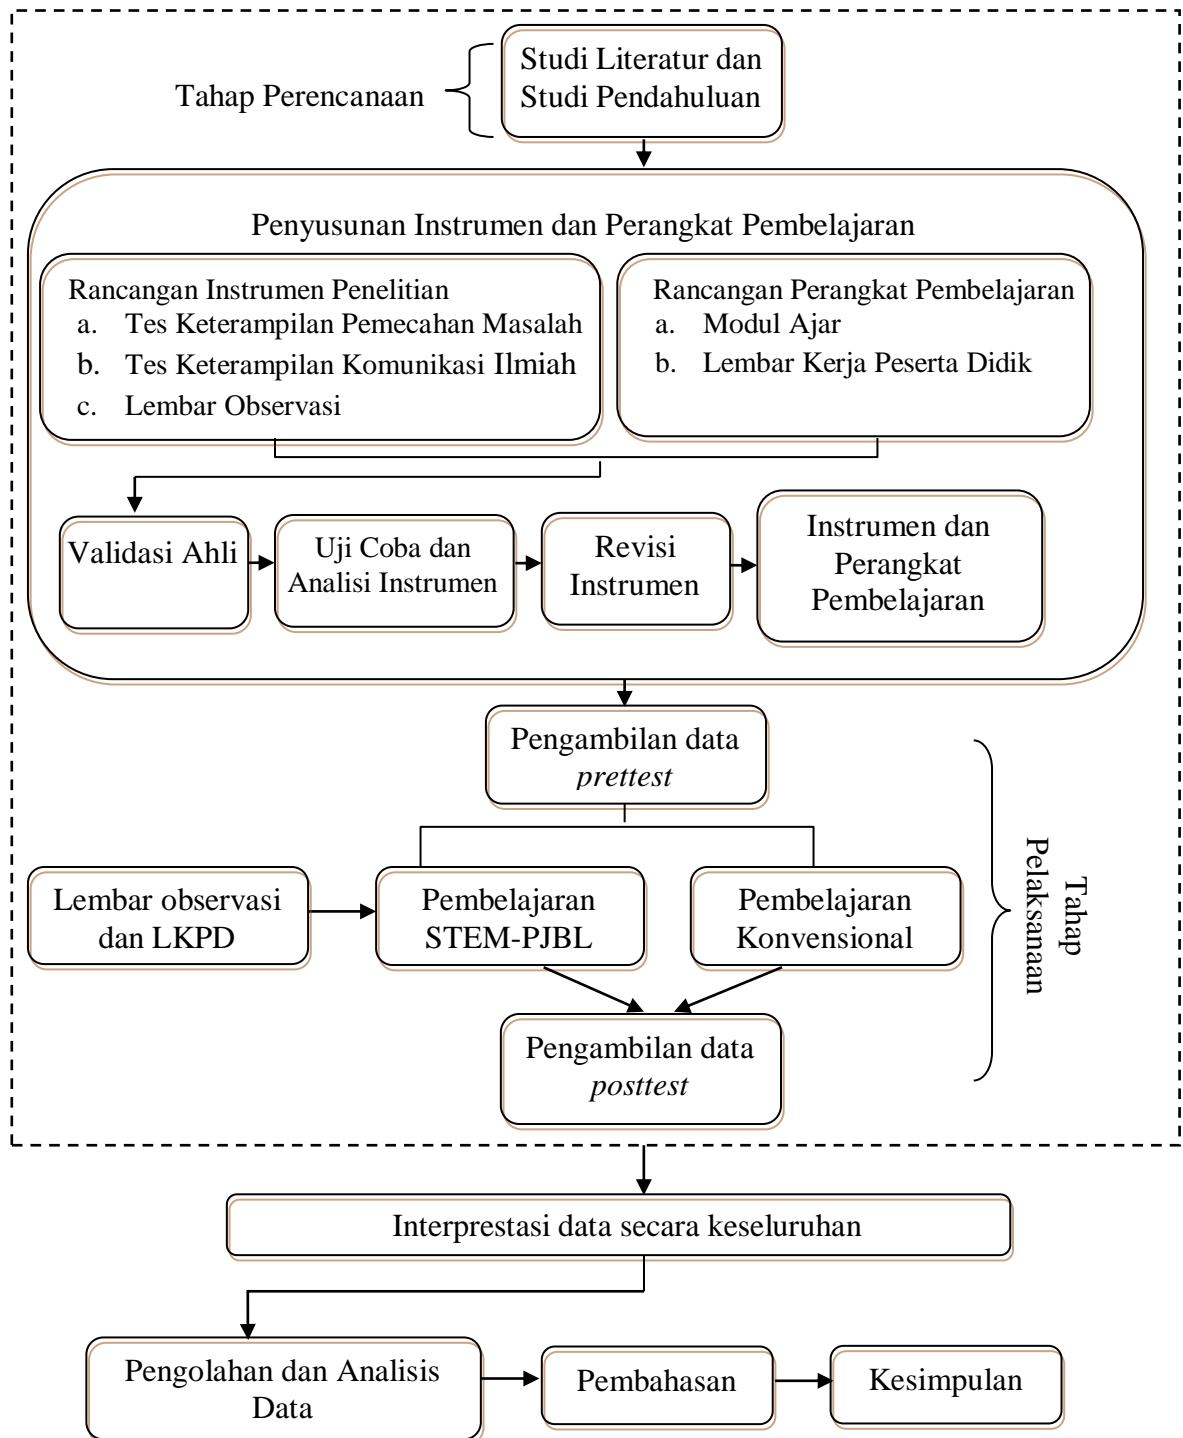 Studi Literatur dan
Studi Pendahuluan
Tahap Perencanaan
Penyusunan Instrumen dan Perangkat Pembelajaran
Rancangan Instrumen Penelitian
a. Tes Keterampilan Pemecahan Masalah
b. Tes Keterampilan Komunikasi Ilmiah
c. Lembar Observasi
Rancangan Perangkat Pembelajaran
a. Modul Ajar
b. Lembar Kerja Peserta Didik
Validasi Ahli
Uji Coba dan
Analisi Instrumen
Revisi
Instrumen
Instrumen dan
Perangkat
Pembelajaran
Pengambilan data
prettest
Tahap
Pelaksanaan
Lembar observasi
dan LKPD
Pembelajaran
STEM-PJBL
Pembelajaran
Konvensional
Pengambilan data
posttest
Interprestasi data secara keseluruhan
Pengolahan dan Analisis
Data
Pembahasan
Kesimpulan